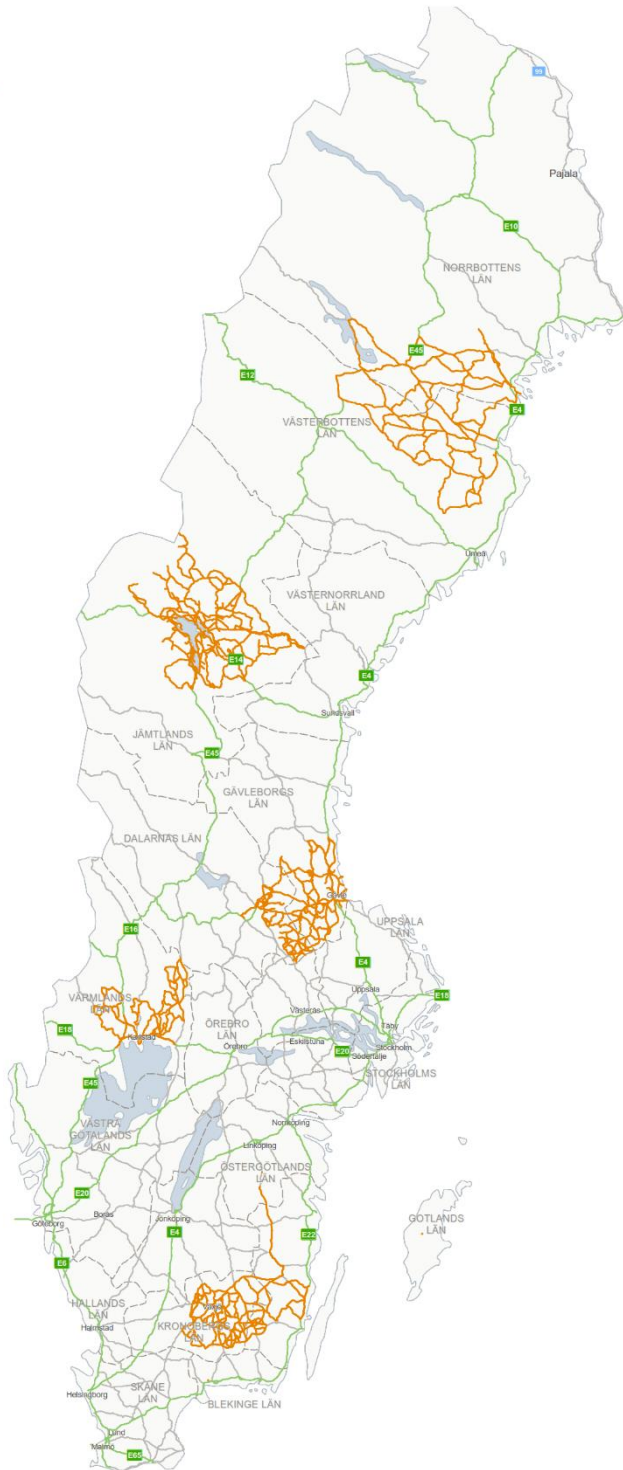 99
Pajala
E10
NORRBOTTENS
LÄN
E45
E12
E4
VÄSTERBOTTENS
LÄN
Umeå
VÄSTERNORRLAND
LÄN
E14
E4
Sundsvall
JÄMTLANDS
LÄN
E45
GÄVLEBORGS
LÄN
DALARNAS LÄN
Gävle
UPPSALA
LÄN
E16
E4
Uppsala
E18
VÄRMLANDS
LÄN
Västerås
ÖREBRO
LÄN
Täby
E18
Karlstad
Örebro
Eskilstuna
E20
Stockholm
Södertälje
STOCKHOLMS
LÄN
E45
VÄSTRA
GÖTALANDS
LÄN
Norrköping
Linköping
ÖSTERGÖTLANDS
LÄN
E20
Borås
Jönköping
Göteborg
E4
E22
GOTLANDS
LÄN
E6
HALLANDS
LÄN
Växjö
Halmstad
KRONOBERGS
LÄN
SKÅNE
LÄN
Helsingborg
BLEKINGE LÄN
Lund
Malmö
E65